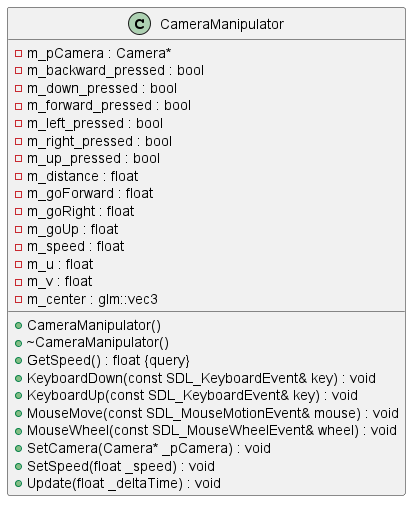 C CameraManipulator
m_pCamera : Camera*
m_backward_pressed : bool
m_down_pressed : bool
m_forward_pressed : bool
m_left_pressed : bool
m_right_pressed : bool
m_up_pressed : bool
m_distance : float
m_goForward : float
m_goRight : float
m_goUp : float
m_speed : float
m_u : float
m_v : float
m_center : glm::vec3
CameraManipulator()
~CameraManipulator()
GetSpeed() : float {query}
KeyboardDown(const SDL_KeyboardEvent& key) : void
KeyboardUp(const SDL_KeyboardEvent& key) : void
MouseMove(const SDL_MouseMotionEvent& mouse) : void
MouseWheel(const SDL_MouseWheelEvent& wheel) : void
SetCamera(Camera* _pCamera) : void
SetSpeed(float _speed) : void
Update(float _deltaTime) : void